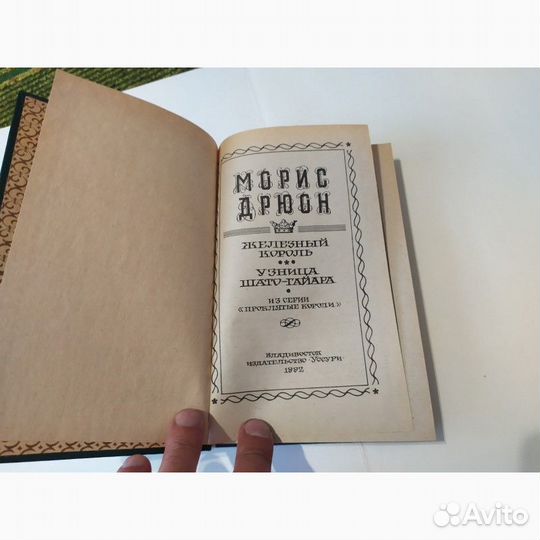 МОРИС
ДРЮОН
ЖЕЛЕЗНЫЙ
КОРОЛЬ
УЗНИЦА
ШАТО-ГАЙАРА
ИЗ СЕРИИ
«ПРОКЛЯТЫЕ КОРОЛИ»
ВЛАДИВОСТОК
ИЗДАТЕЛЬСТВО "УССУРИ"
1992
Avito